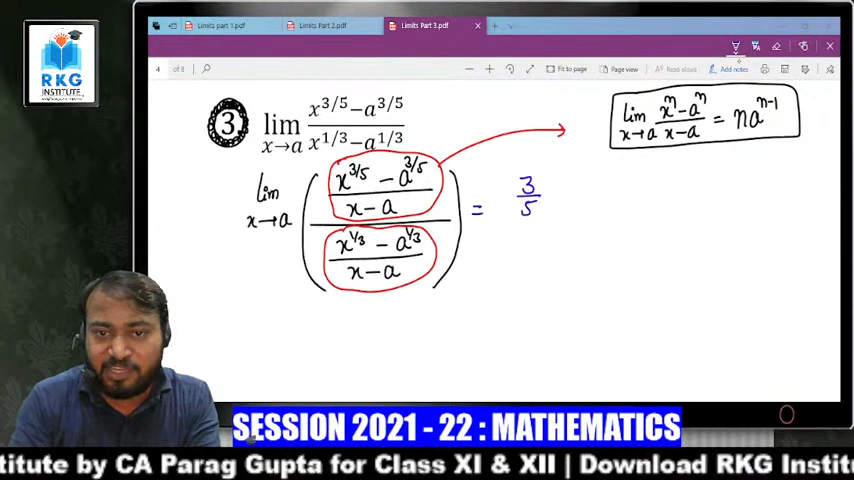 Limits part 1.pdf
Limits Part 2.pdf
Limits Part 3.pdf
4 of 8
Fit to page
Page view
Read aloud
Add notes
RKG
INSTITUTE
3 lim x→a (x^{3/5} − a^{3/5}) / (x^{1/3} − a^{1/3})
lim x→a (x^n − a^n)/(x − a) = na^{n−1}
lim x→a ( ((x^{3/5} − a^{3/5})/(x − a)) / ((x^{1/3} − a^{1/3})/(x − a)) ) = 3/5
SESSION 2021 - 22 : MATHEMATICS
titute by CA Parag Gupta for Class XI & XII | Download RKG Instit